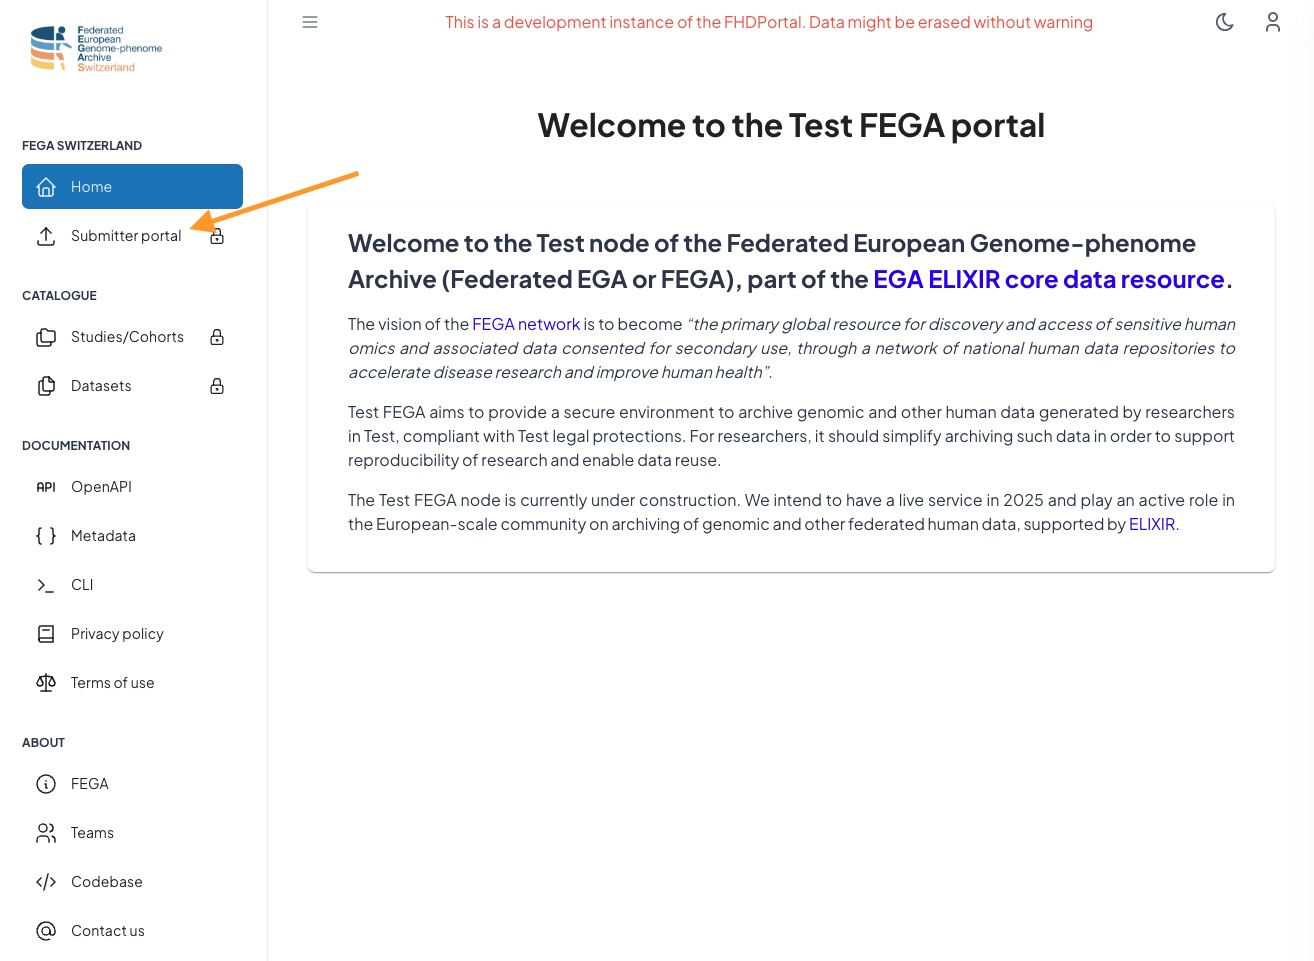 Federated
European
Genome-phenome
Archive
Switzerland
This is a development instance of the FHDPortal. Data might be erased without warning
FEGA SWITZERLAND
Home
Submitter portal
CATALOGUE
Studies/Cohorts
Datasets
DOCUMENTATION
API OpenAPI
{ } Metadata
>_ CLI
Privacy policy
Terms of use
ABOUT
FEGA
Teams
</> Codebase
@ Contact us
Welcome to the Test FEGA portal
Welcome to the Test node of the Federated European Genome-phenome
Archive (Federated EGA or FEGA), part of the EGA ELIXIR core data resource.
The vision of the FEGA network is to become “the primary global resource for discovery and access of sensitive human
omics and associated data consented for secondary use, through a network of national human data repositories to
accelerate disease research and improve human health”.
Test FEGA aims to provide a secure environment to archive genomic and other human data generated by researchers
in Test, compliant with Test legal protections. For researchers, it should simplify archiving such data in order to support
reproducibility of research and enable data reuse.
The Test FEGA node is currently under construction. We intend to have a live service in 2025 and play an active role in
the European-scale community on archiving of genomic and other federated human data, supported by ELIXIR.